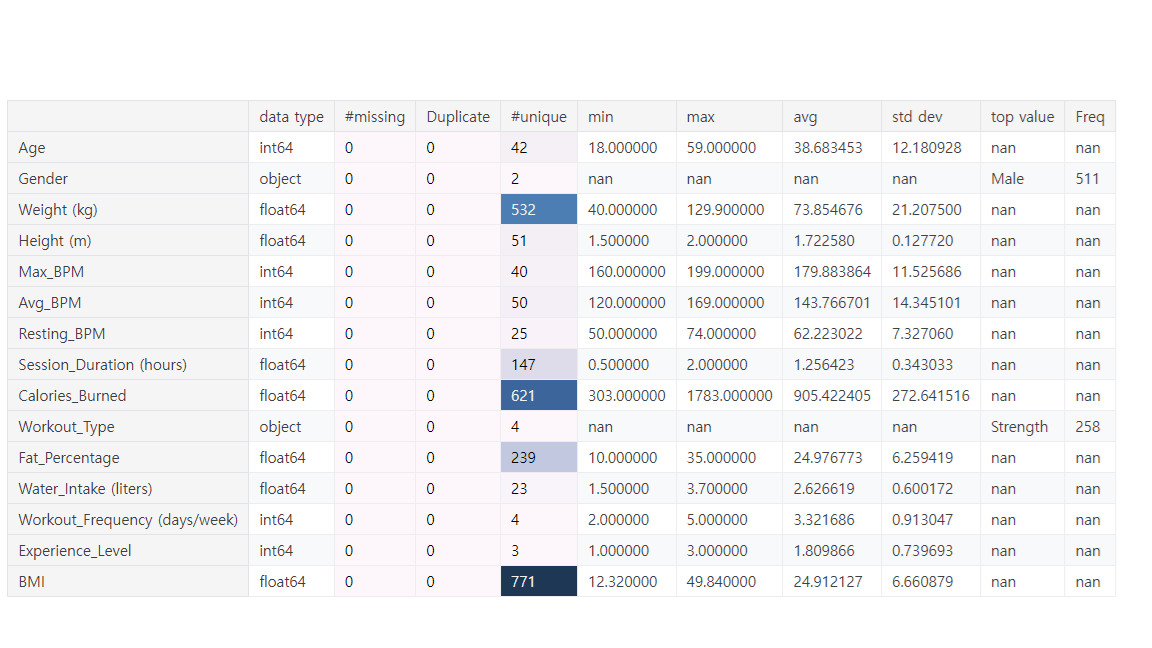 data type #missing Duplicate #unique min max avg std dev top value Freq
Age int64 0 0 42 18.000000 59.000000 38.683453 12.180928 nan nan
Gender object 0 0 2 nan nan nan nan Male 511
Weight (kg) float64 0 0 532 40.000000 129.900000 73.854676 21.207500 nan nan
Height (m) float64 0 0 51 1.500000 2.000000 1.722580 0.127720 nan nan
Max_BPM int64 0 0 40 160.000000 199.000000 179.883864 11.525686 nan nan
Avg_BPM int64 0 0 50 120.000000 169.000000 143.766701 14.345101 nan nan
Resting_BPM int64 0 0 25 50.000000 74.000000 62.223022 7.327060 nan nan
Session_Duration (hours) float64 0 0 147 0.500000 2.000000 1.256423 0.343033 nan nan
Calories_Burned float64 0 0 621 303.000000 1783.000000 905.422405 272.641516 nan nan
Workout_Type object 0 0 4 nan nan nan nan Strength 258
Fat_Percentage float64 0 0 239 10.000000 35.000000 24.976773 6.259419 nan nan
Water_Intake (liters) float64 0 0 23 1.500000 3.700000 2.626619 0.600172 nan nan
Workout_Frequency (days/week) int64 0 0 4 2.000000 5.000000 3.321686 0.913047 nan nan
Experience_Level int64 0 0 3 1.000000 3.000000 1.809866 0.739693 nan nan
BMI float64 0 0 771 12.320000 49.840000 24.912127 6.660879 nan nan